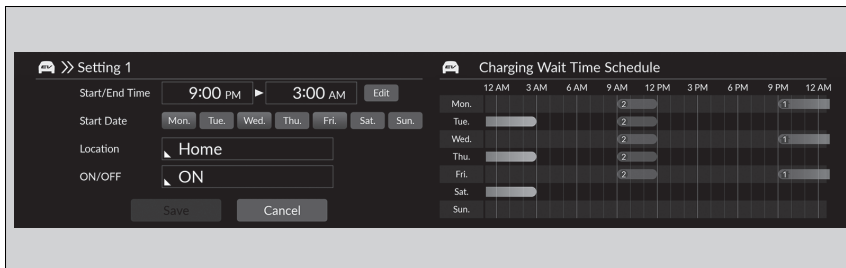 EV Setting 1
Start/End Time 9:00 PM 3:00 AM Edit
Start Date Mon. Tue. Wed. Thu. Fri. Sat. Sun.
Location Home
ON/OFF ON
Save Cancel
EV Charging Wait Time Schedule
12 AM 3 AM 6 AM 9 AM 12 PM 3 PM 6 PM 9 PM 12 AM
Mon. 2 1
Tue. 2
Wed. 2 1
Thu. 2
Fri. 2 1
Sat.
Sun.